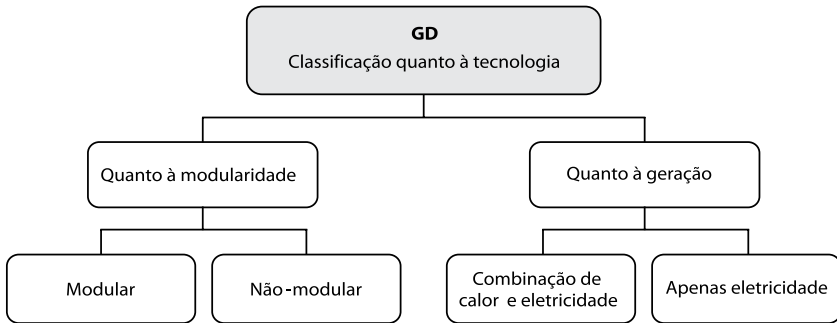 GD
Classificação quanto à tecnologia
Quanto à modularidade
Quanto à geração
Modular
Não-modular
Combinação de
calor e eletricidade
Apenas eletricidade